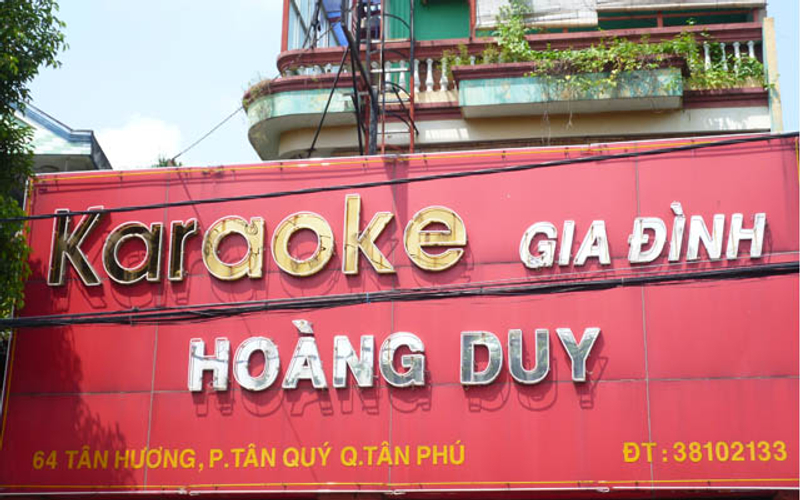 Karaoke GIA ĐÌNH
HOÀNG DUY
64 TÂN HƯƠNG, P.TÂN QUÝ Q.TÂN PHÚ ĐT : 38102133